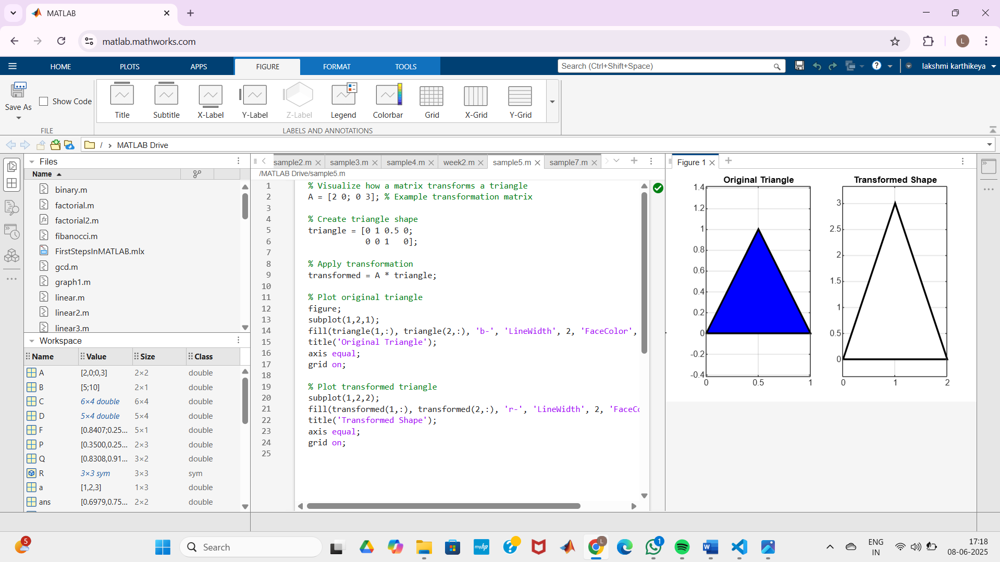 MATLAB
matlab.mathworks.com
L
HOME
PLOTS
APPS
FIGURE
FORMAT
TOOLS
Search (Ctrl+Shift+Space)
lakshmi karthikeya
Save As
Show Code
Title
Subtitle
X-Label
Y-Label
Z-Label
Legend
Colorbar
Grid
X-Grid
Y-Grid
FILE
LABELS AND ANNOTATIONS
/ › MATLAB Drive
Files
Name
binary.m
factorial.m
factorial2.m
fibanocci.m
FirstStepsInMATLAB.mlx
gcd.m
graph1.m
linear.m
linear2.m
linear3.m
Workspace
Name Value Size Class
A [2,0;0,3] 2×2 double
B [5;10] 2×1 double
C 6×4 double 6×4 double
D 5×4 double 5×4 double
F [0.8407;0.25... 5×1 double
P [0.3500,0.25... 2×3 double
Q [0.8308,0.91... 3×2 double
R 3×3 sym 3×3 sym
a [1,2,3] 1×3 double
ans [0.6979,0.75... 2×2 double
sample2.m
sample3.m
sample4.m
week2.m
sample5.m
sample7.m
/MATLAB Drive/sample5.m
1 % Visualize how a matrix transforms a triangle
2 A = [2 0; 0 3]; % Example transformation matrix
3
4 % Create triangle shape
5 triangle = [0 1 0.5 0;
6 0 0 1 0];
7
8 % Apply transformation
9 transformed = A * triangle;
10
11 % Plot original triangle
12 figure;
13 subplot(1,2,1);
14 fill(triangle(1,:), triangle(2,:), 'b-', 'LineWidth', 2, 'FaceColor',
15 title('Original Triangle');
16 axis equal;
17 grid on;
18
19 % Plot transformed triangle
20 subplot(1,2,2);
21 fill(transformed(1,:), transformed(2,:), 'r-', 'LineWidth', 2, 'FaceCo
22 title('Transformed Shape');
23 axis equal;
24 grid on;
25
Figure 1
Original Triangle
1.4
1.2
1
0.8
0.6
0.4
0.2
0
-0.2
-0.4
0 0.5 1
Transformed Shape
3
2.5
2
1.5
1
0.5
0
0 1 2
5
Search
myhp
L
1
ENG
IN
17:18
08-06-2025